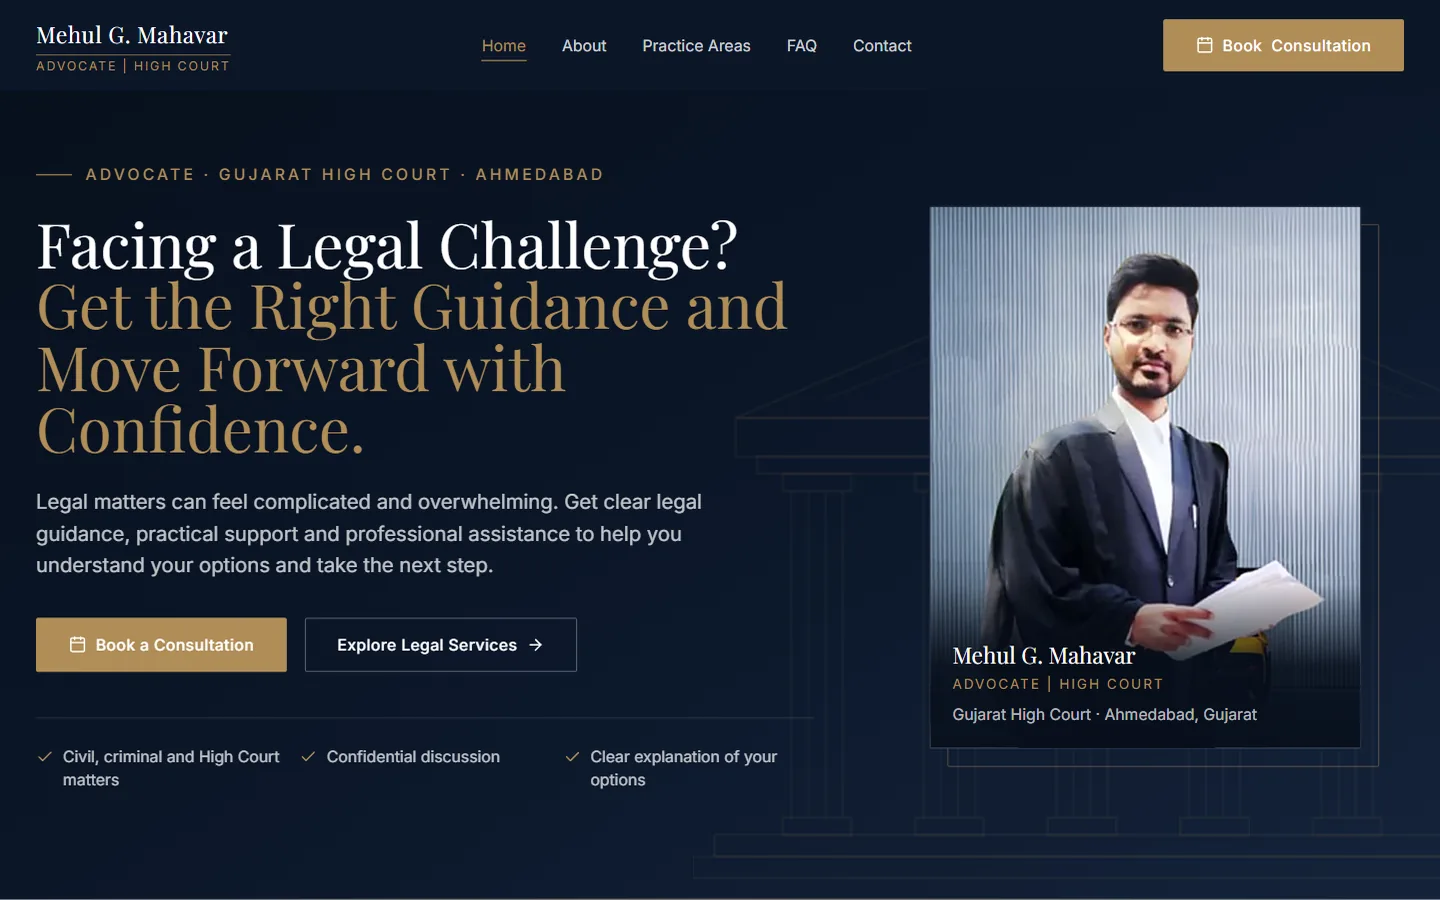 Mehul G. Mahavar
ADVOCATE | HIGH COURT
Home
About
Practice Areas
FAQ
Contact
Book Consultation
ADVOCATE · GUJARAT HIGH COURT · AHMEDABAD
Facing a Legal Challenge?
Get the Right Guidance and
Move Forward with
Confidence.
Legal matters can feel complicated and overwhelming. Get clear legal
guidance, practical support and professional assistance to help you
understand your options and take the next step.
Book a Consultation
Explore Legal Services →
Civil, criminal and High Court
matters
Confidential discussion
Clear explanation of your
options
Mehul G. Mahavar
ADVOCATE | HIGH COURT
Gujarat High Court · Ahmedabad, Gujarat